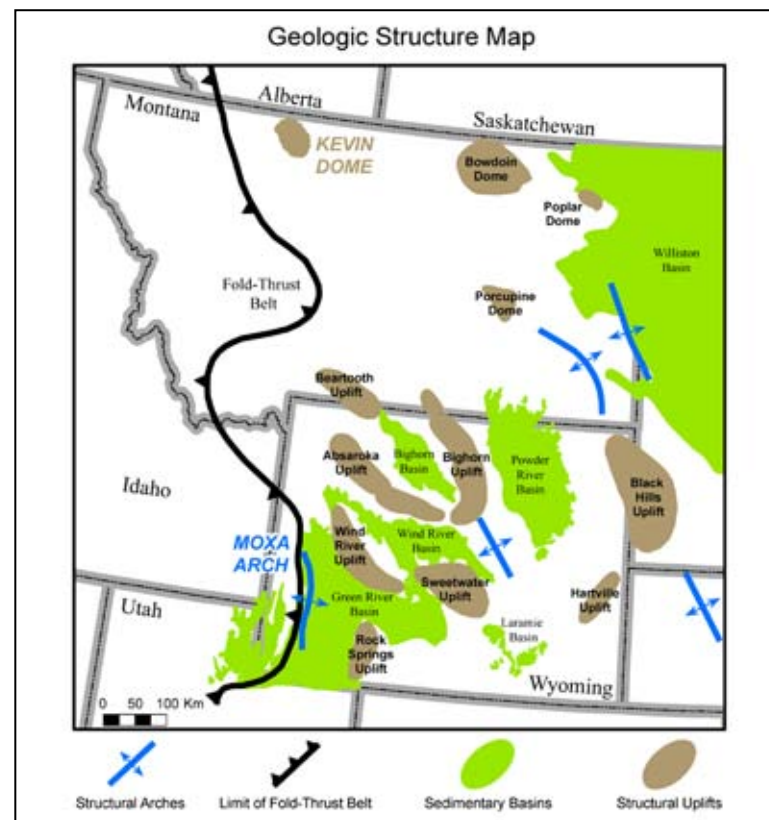 Geologic Structure Map
Alberta
Montana
Saskatchewan
KEVIN
DOME
Bowdoin
Dome
Poplar
Dome
Williston
Basin
Fold-Thrust
Belt
Porcupine
Dome
Beartooth
Uplift
Absaroka
Uplift
Bighorn
Basin
Bighorn
Uplift
Powder
River
Basin
Black
Hills
Uplift
Idaho
MOXA
ARCH
Wind
River
Uplift
Wind River
Basin
Sweetwater
Uplift
Green River
Basin
Hartville
Uplift
Utah
Laramie
Basin
Rock
Springs
Uplift
Wyoming
0 50 100 Km
Structural Arches
Limit of Fold-Thrust Belt
Sedimentary Basins
Structural Uplifts